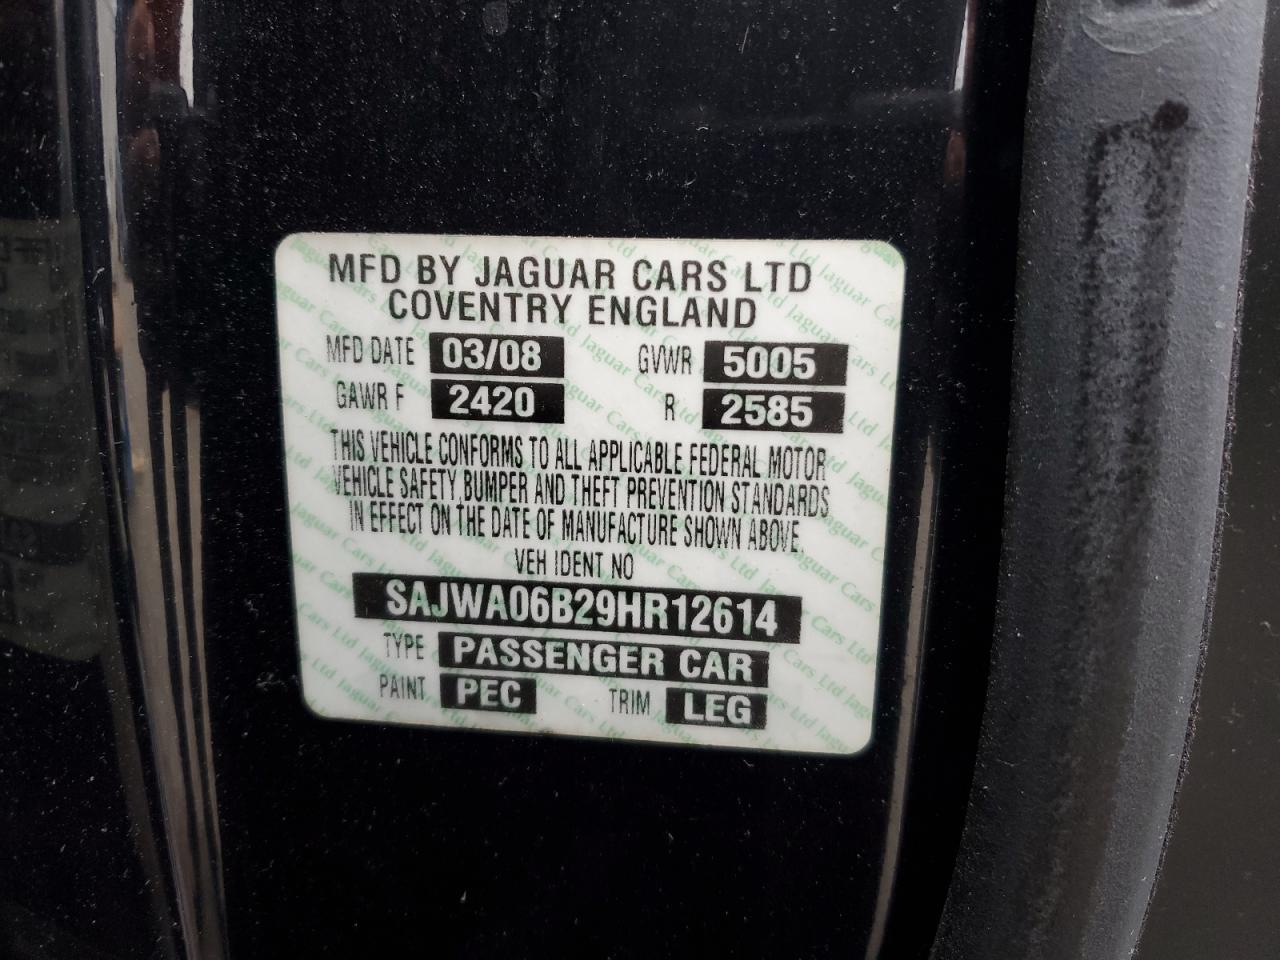 MFD BY JAGUAR CARS LTD
COVENTRY ENGLAND
MFD DATE 03/08 GVWR 5005
GAWR F 2420 R 2585
THIS VEHICLE CONFORMS TO ALL APPLICABLE FEDERAL MOTOR
VEHICLE SAFETY, BUMPER AND THEFT PREVENTION STANDARDS
IN EFFECT ON THE DATE OF MANUFACTURE SHOWN ABOVE
VEH IDENT NO
SAJWA06B29HR12614
TYPE PASSENGER CAR
PAINT PEC TRIM LEG